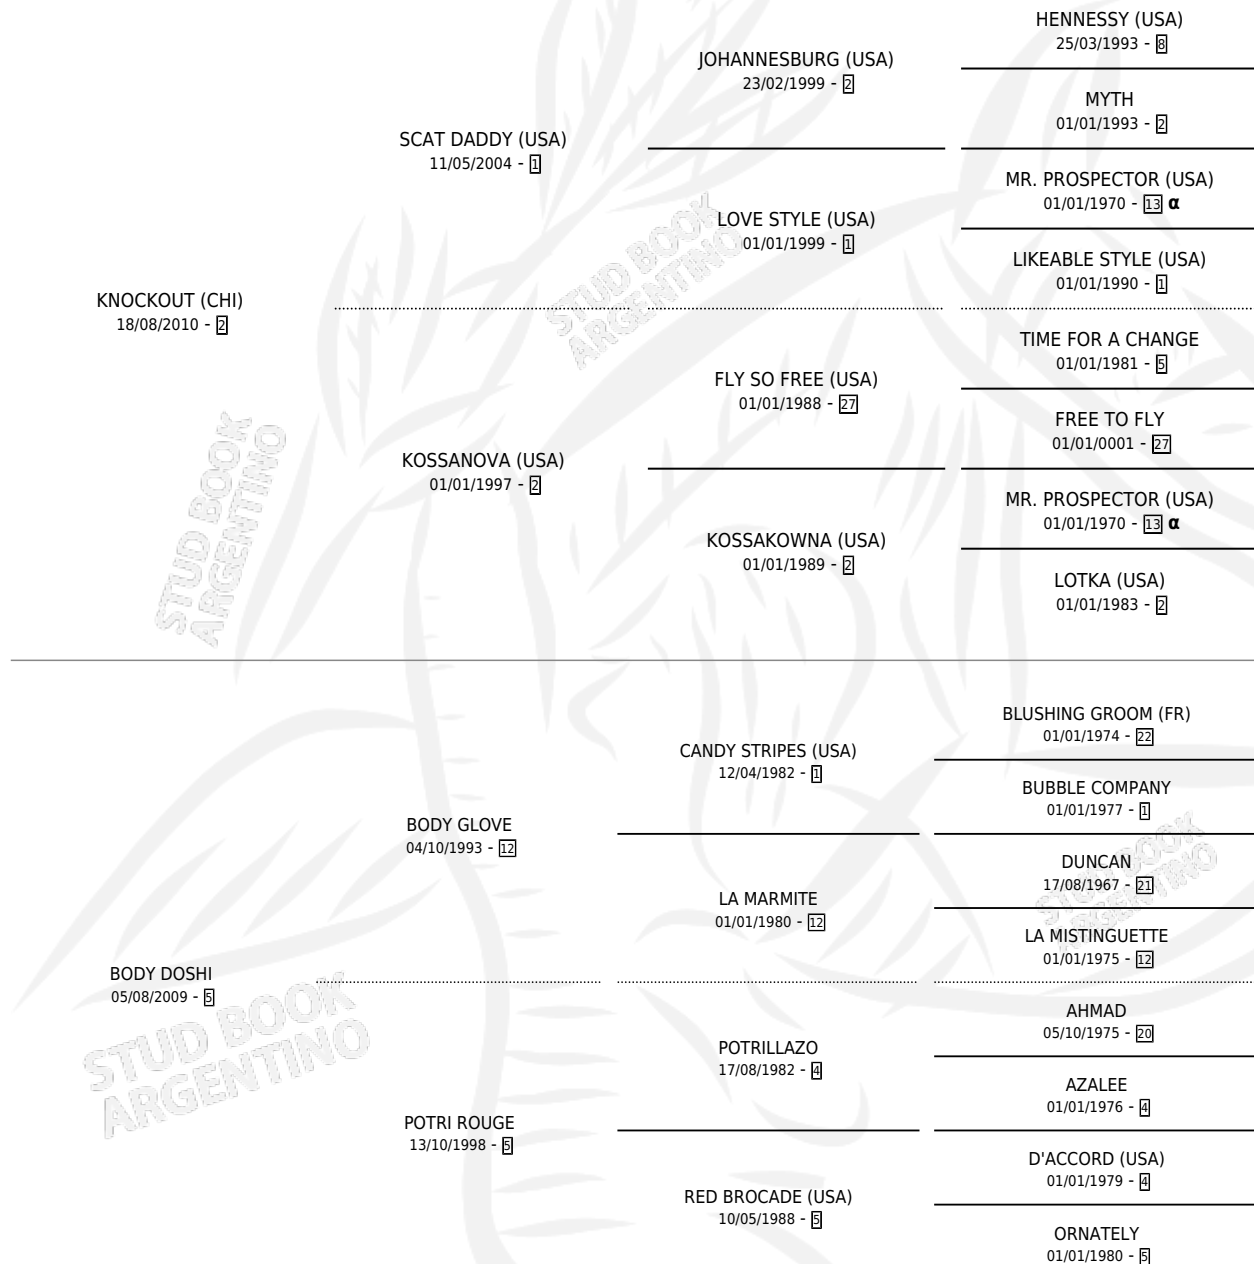 HENNESSY (USA)
25/03/1993 - 8
JOHANNESBURG (USA)
23/02/1999 - 2
MYTH
01/01/1993 - 2
SCAT DADDY (USA)
11/05/2004 - 1
MR. PROSPECTOR (USA)
01/01/1970 - 13 α
LOVE STYLE (USA)
01/01/1999 - 1
LIKEABLE STYLE (USA)
01/01/1990 - 1
KNOCKOUT (CHI)
18/08/2010 - 2
TIME FOR A CHANGE
01/01/1981 - 5
FLY SO FREE (USA)
01/01/1988 - 27
FREE TO FLY
01/01/0001 - 27
KOSSANOVA (USA)
01/01/1997 - 2
MR. PROSPECTOR (USA)
01/01/1970 - 13 α
KOSSAKOWNA (USA)
01/01/1989 - 2
LOTKA (USA)
01/01/1983 - 2
BLUSHING GROOM (FR)
01/01/1974 - 22
CANDY STRIPES (USA)
12/04/1982 - 1
BUBBLE COMPANY
01/01/1977 - 1
BODY GLOVE
04/10/1993 - 12
DUNCAN
17/08/1967 - 21
LA MARMITE
01/01/1980 - 12
LA MISTINGUETTE
01/01/1975 - 12
BODY DOSHI
05/08/2009 - 5
AHMAD
05/10/1975 - 20
POTRILLAZO
17/08/1982 - 4
AZALEE
01/01/1976 - 4
POTRI ROUGE
13/10/1998 - 5
D'ACCORD (USA)
01/01/1979 - 4
RED BROCADE (USA)
10/05/1988 - 5
ORNATELY
01/01/1980 - 5
STUD BOOK
ARGENTINO
STUD BOOK
ARGENTINO
STUD BOOK
ARGENTINO
STUD BOOK
ARGENTINO